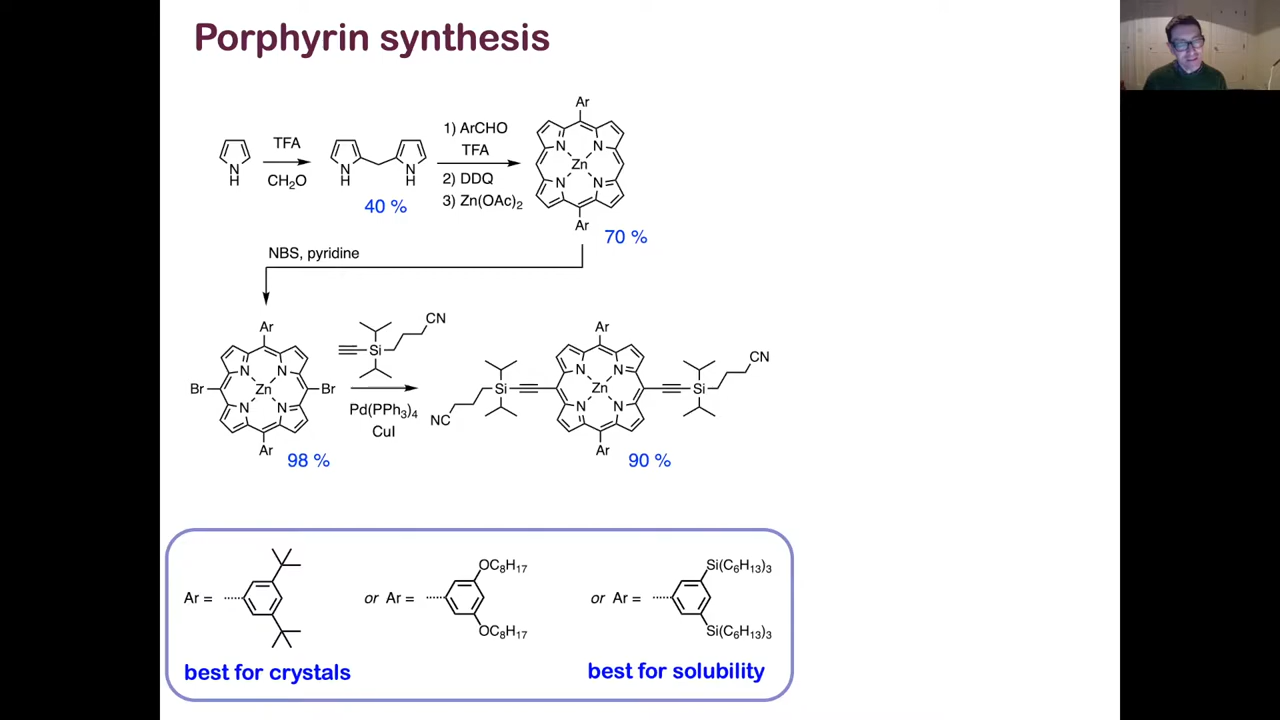 Porphyrin synthesis
Ar
1) ArCHO
TFA
TFA
N
H
CH₂O
N
H
N
H
2) DDQ
3) Zn(OAc)₂
N N
Zn
N N
40 %
Ar
70 %
NBS, pyridine
CN
Si
Ar
N N
Br Zn Br
N N
Ar
98 %
Pd(PPh₃)₄
CuI
Ar
CN
N N
Si Zn Si
NC
N N
Ar
90 %
OC₈H₁₇
Si(C₆H₁₃)₃
Ar =
or Ar =
or Ar =
OC₈H₁₇
Si(C₆H₁₃)₃
best for crystals
best for solubility